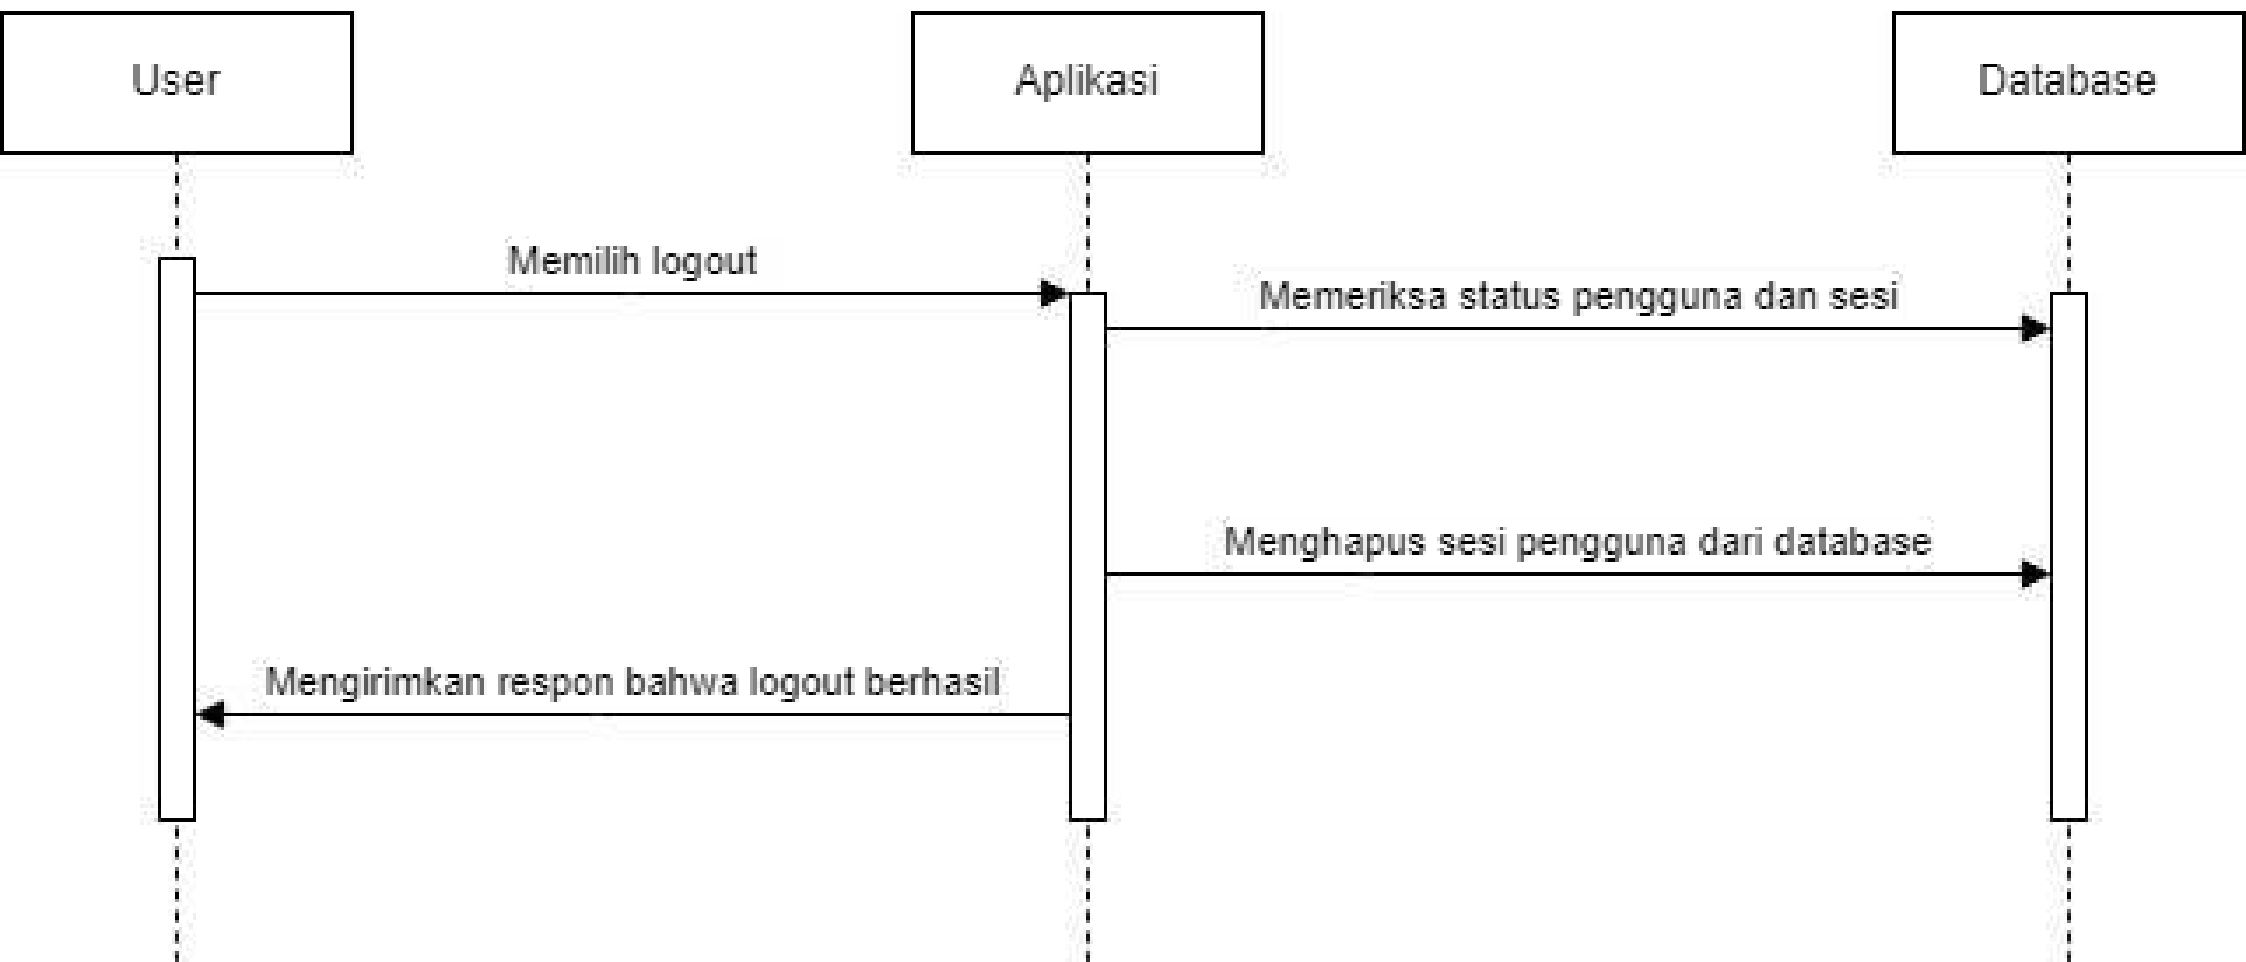 User
Aplikasi
Database
Memilih logout
Memeriksa status pengguna dan sesi
Menghapus sesi pengguna dari database
Mengirimkan respon bahwa logout berhasil